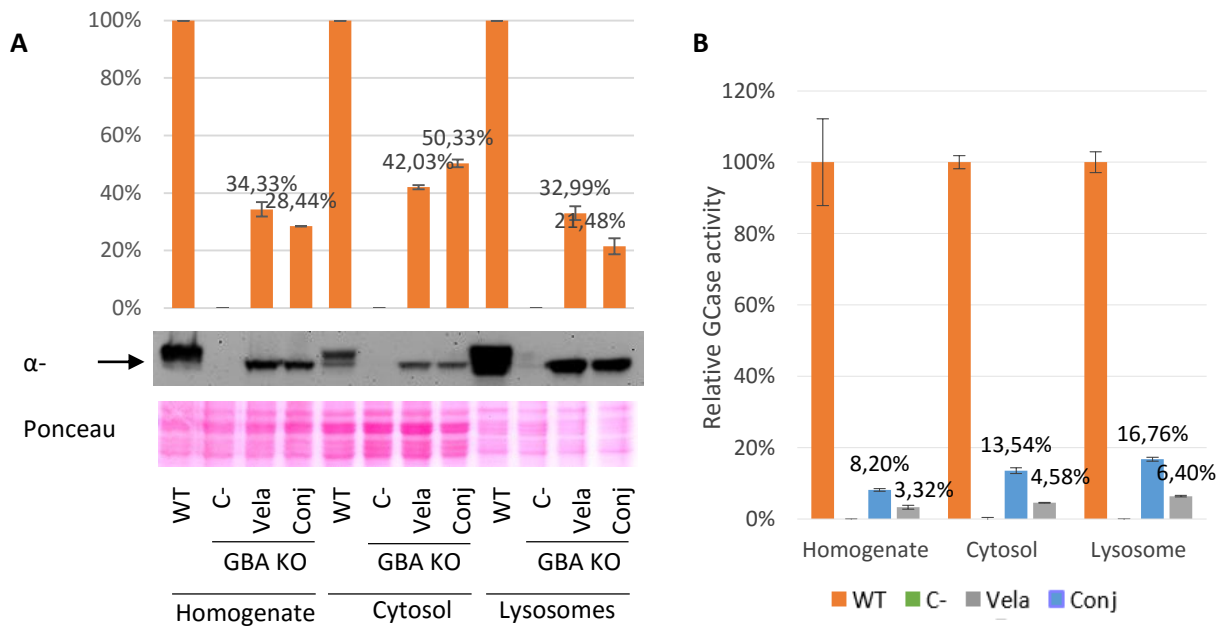 A
100%
80%
60%
40%
20%
0%
34,33%
28,44%
42,03%
50,33%
32,99%
21,48%
α-
Ponceau
WT
C-
Vela
Conj
WT
C-
Vela
Conj
WT
C-
Vela
Conj
GBA KO
GBA KO
GBA KO
Homogenate
Cytosol
Lysosomes
B
Relative GCase activity
120%
100%
80%
60%
40%
20%
0%
8,20%
3,32%
13,54%
4,58%
16,76%
6,40%
Homogenate
Cytosol
Lysosome
WT
C-
Vela
Conj